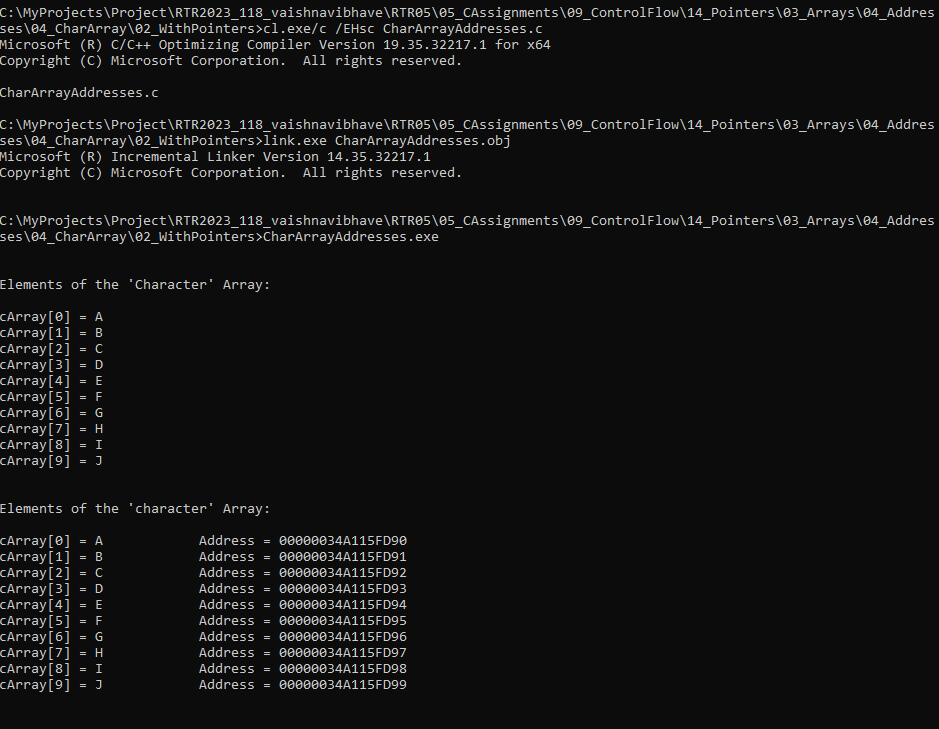 C:\MyProjects\Project\RTR2023_118_vaishnavibhave\RTR05\05_CAssignments\09_ControlFlow\14_Pointers\03_Arrays\04_Addres
ses\04_CharArray\02_WithPointers>cl.exe/c /EHsc CharArrayAddresses.c
Microsoft (R) C/C++ Optimizing Compiler Version 19.35.32217.1 for x64
Copyright (C) Microsoft Corporation.  All rights reserved.

CharArrayAddresses.c

C:\MyProjects\Project\RTR2023_118_vaishnavibhave\RTR05\05_CAssignments\09_ControlFlow\14_Pointers\03_Arrays\04_Addres
ses\04_CharArray\02_WithPointers>link.exe CharArrayAddresses.obj
Microsoft (R) Incremental Linker Version 14.35.32217.1
Copyright (C) Microsoft Corporation.  All rights reserved.

C:\MyProjects\Project\RTR2023_118_vaishnavibhave\RTR05\05_CAssignments\09_ControlFlow\14_Pointers\03_Arrays\04_Addres
ses\04_CharArray\02_WithPointers>CharArrayAddresses.exe

Elements of the 'Character' Array:

cArray[0] = A
cArray[1] = B
cArray[2] = C
cArray[3] = D
cArray[4] = E
cArray[5] = F
cArray[6] = G
cArray[7] = H
cArray[8] = I
cArray[9] = J

Elements of the 'character' Array:

cArray[0] = A            Address = 00000034A115FD90
cArray[1] = B            Address = 00000034A115FD91
cArray[2] = C            Address = 00000034A115FD92
cArray[3] = D            Address = 00000034A115FD93
cArray[4] = E            Address = 00000034A115FD94
cArray[5] = F            Address = 00000034A115FD95
cArray[6] = G            Address = 00000034A115FD96
cArray[7] = H            Address = 00000034A115FD97
cArray[8] = I            Address = 00000034A115FD98
cArray[9] = J            Address = 00000034A115FD99